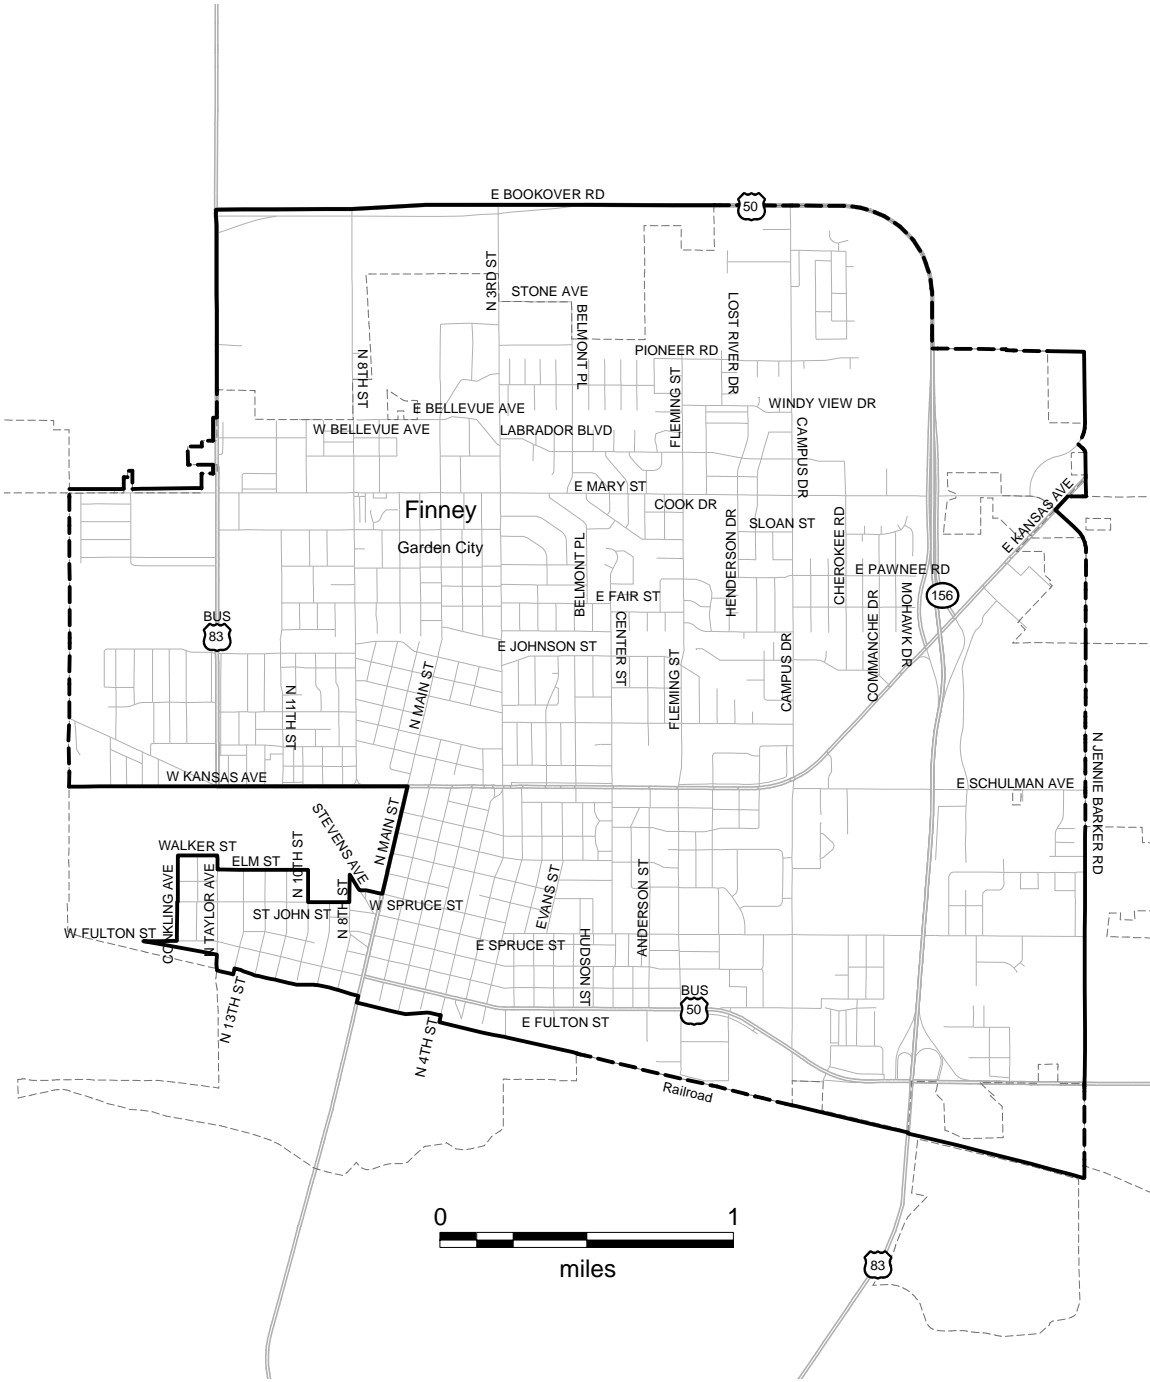 E BOOKOVER RD
50
N 3RD ST
STONE AVE
BELMONT PL
LOST RIVER DR
N 8TH ST
PIONEER RD
FLEMING ST
E BELLEVUE AVE
WINDY VIEW DR
W BELLEVUE AVE
LABRADOR BLVD
CAMPUS DR
E MARY ST
COOK DR
E KANSAS AVE
Finney
SLOAN ST
HENDERSON DR
CHEROKEE RD
Garden City
BELMONT PL
E PAWNEE RD
E FAIR ST
156
COMMANCHE DR
MOHAWK DR
BUS
83
CENTER ST
E JOHNSON ST
FLEMING ST
CAMPUS DR
N MAIN ST
N 11TH ST
N JENNIE BARKER RD
W KANSAS AVE
E SCHULMAN AVE
STEVENS AVE
N MAIN ST
WALKER ST
ELM ST
N 10TH ST
CONKLING AVE
N TAYLOR AVE
EVANS ST
ANDERSON ST
N 8TH ST
W SPRUCE ST
ST JOHN ST
W FULTON ST
E SPRUCE ST
HUDSON ST
BUS
50
N 13TH ST
E FULTON ST
N 4TH ST
Railroad
0 1
miles
83